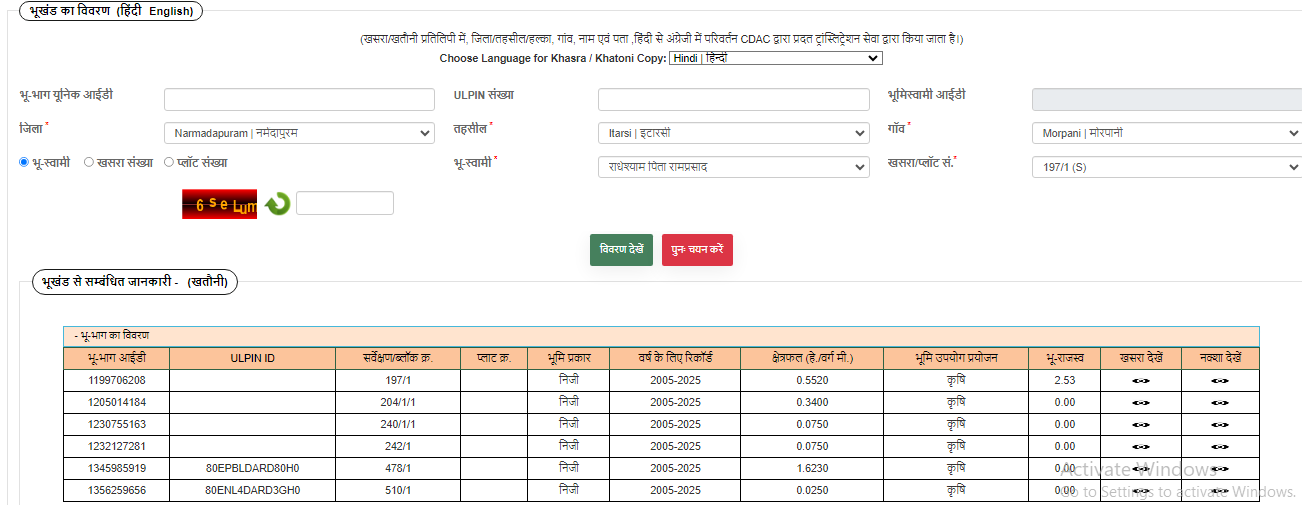 भूखंड का विवरण (हिंदी English)
(खसरा/खतौनी प्रतिलिपी में, जिला/तहसील/हल्का, गांव, नाम एवं पता ,हिंदी से अंग्रेजी में परिवर्तन CDAC द्वारा प्रदत ट्रांस्लिट्रेशन सेवा द्वारा किया जाता है।)
Choose Language for Khasra / Khatoni Copy: Hindi | हिन्दी
भू-भाग यूनिक आईडी ULPIN संख्या भूमिस्वामी आईडी
जिला * Narmadapuram | नर्मदापुरम तहसील * Itarsi | इटारसी गाँव * Morpani | मोरपानी
भू-स्वामी खसरा संख्या प्लॉट संख्या भू-स्वामी * राधेश्याम पिता रामप्रसाद खसरा/प्लॉट सं.* 197/1 (S)
6 s e L u m
विवरण देखें पुनः चयन करें
भूखंड से सम्बंधित जानकारी - (खतौनी)
- भू-भाग का विवरण
भू-भाग आईडी ULPIN ID सर्वेक्षण/ब्लॉक क्र. प्लाट क्र. भूमि प्रकार वर्ष के लिए रिकॉर्ड क्षेत्रफल (हे./वर्ग मी.) भूमि उपयोग प्रयोजन भू-राजस्व खसरा देखें नक्शा देखें
1199706208 197/1 निजी 2005-2025 0.5520 कृषि 2.53
1205014184 204/1/1 निजी 2005-2025 0.3400 कृषि 0.00
1230755163 240/1/1 निजी 2005-2025 0.0750 कृषि 0.00
1232127281 242/1 निजी 2005-2025 0.0750 कृषि 0.00
1345985919 80EPBLDARD80H0 478/1 निजी 2005-2025 1.6230 कृषि 0.00
1356259656 80ENL4DARD3GH0 510/1 निजी 2005-2025 0.0250 कृषि 0.00
Activate Windows
Go to Settings to activate Windows.